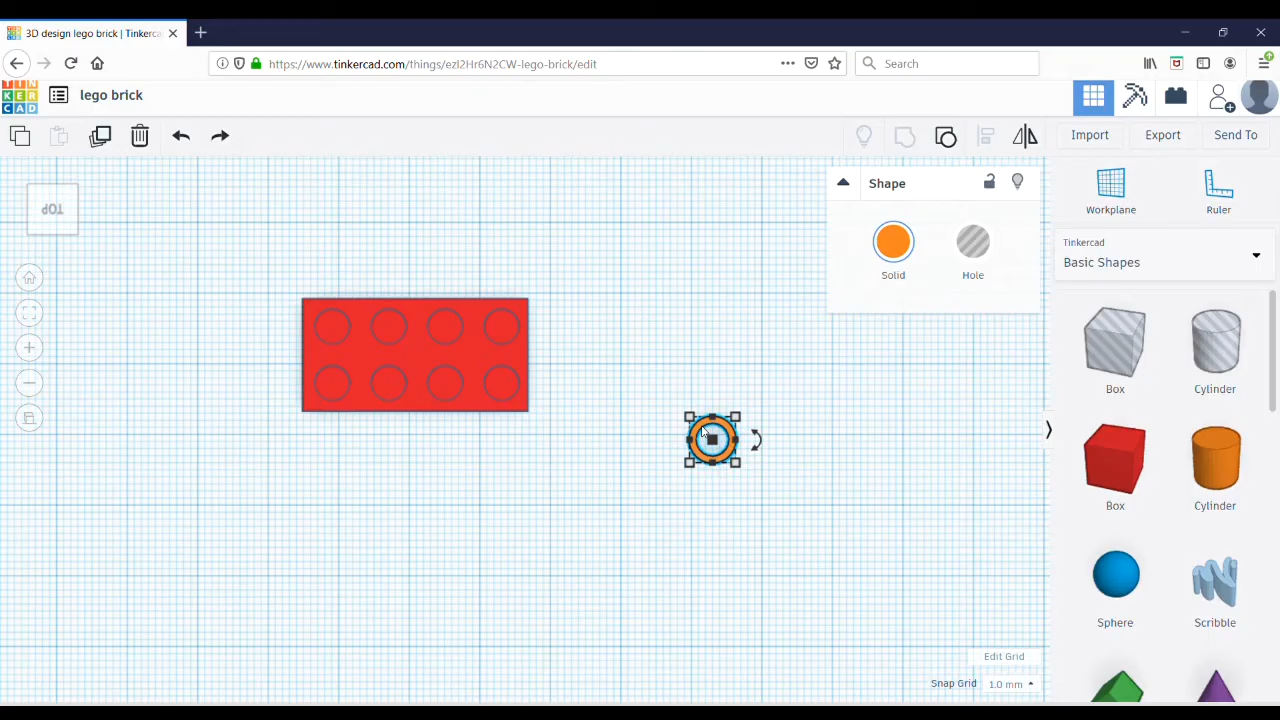 3D design lego brick | Tinkerca
https://www.tinkercad.com/things/ezl2Hr6N2CW-lego-brick/edit
Search
TIN
KER
CAD
lego brick
Import
Export
Send To
TOP
Shape
Solid
Hole
Workplane
Ruler
Tinkercad
Basic Shapes
Box
Cylinder
Box
Cylinder
Sphere
Scribble
Edit Grid
Snap Grid
1.0 mm